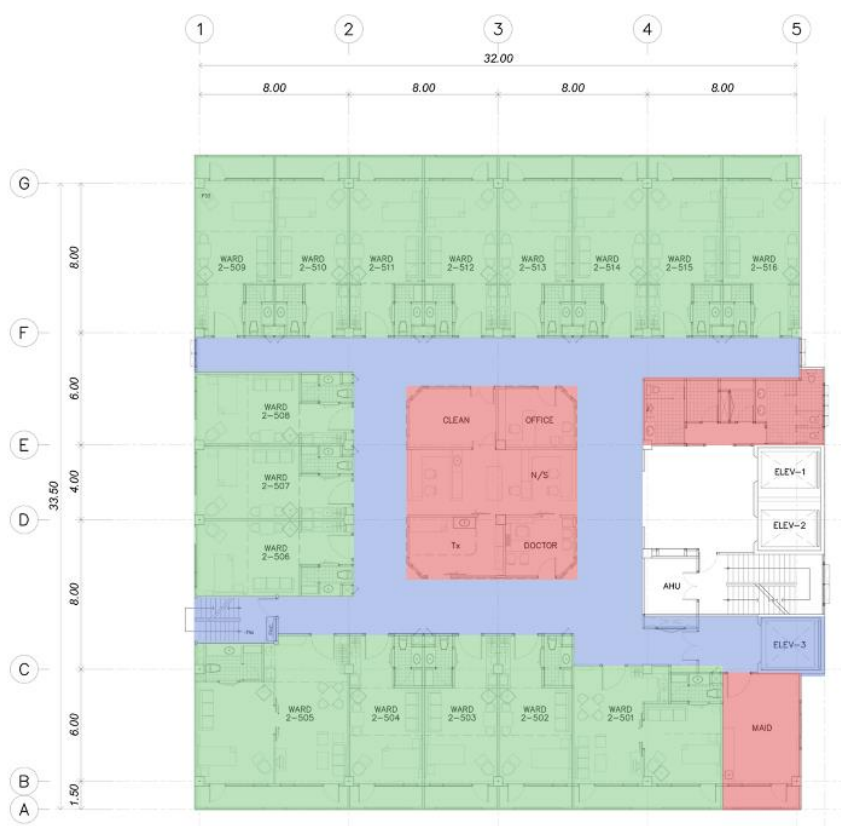 1 2 3 4 5
32.00
8.00 8.00 8.00 8.00
G
F
E
D
C
B
A
8.00
6.00
4.00
8.00
6.00
1.50
33.50
WARD
2-509
WARD
2-510
WARD
2-511
WARD
2-512
WARD
2-513
WARD
2-514
WARD
2-515
WARD
2-516
WARD
2-508
WARD
2-507
WARD
2-506
CLEAN
OFFICE
N/S
Tx
DOCTOR
ELEV-1
ELEV-2
AHU
ELEV-3
WARD
2-505
WARD
2-504
WARD
2-503
WARD
2-502
WARD
2-501
MAID